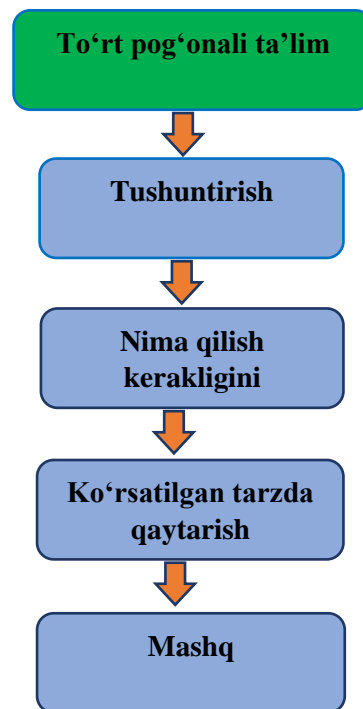 To‘rt pog‘onali ta’lim
Tushuntirish
Nima qilish
kerakligini
Ko‘rsatilgan tarzda
qaytarish
Mashq